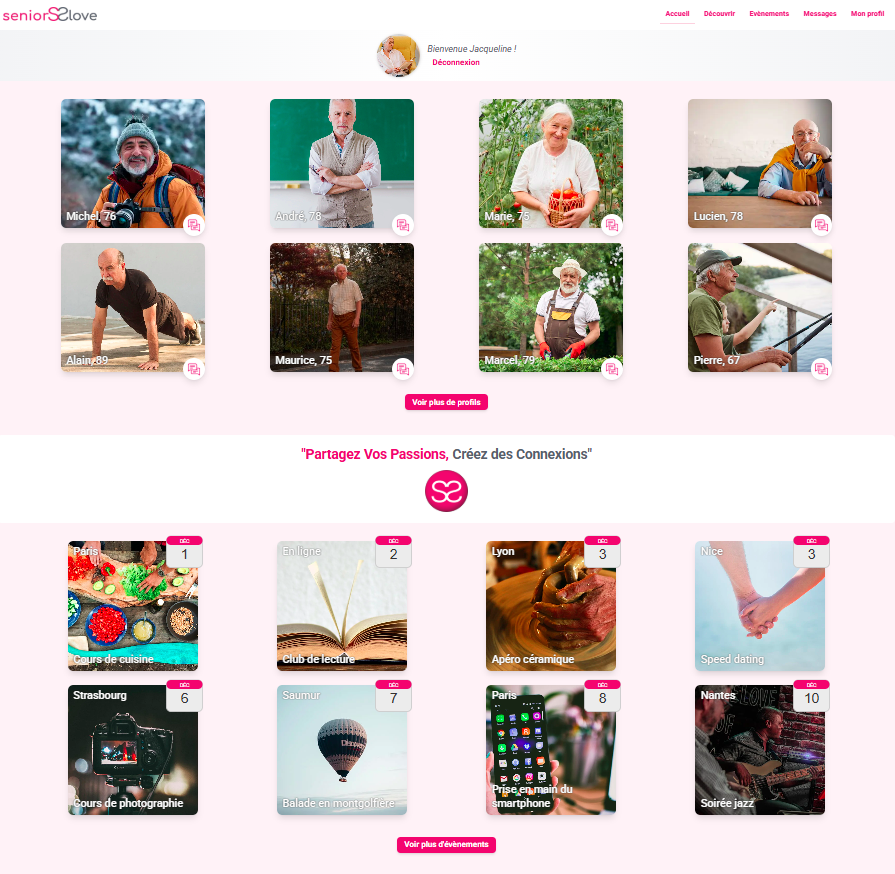 seniorSSlove
Accueil Découvrir Evènements Messages Mon profil
Bienvenue Jacqueline !
Déconnexion
Michel, 76
André, 78
Marie, 75
Lucien, 78
Alain, 89
Maurice, 75
Marcel, 79
Pierre, 67
Voir plus de profils
"Partagez Vos Passions, Créez des Connexions"
SS
Paris
DÉC
1
Cours de cuisine
En ligne
DÉC
2
Club de lecture
Lyon
DÉC
3
Apéro céramique
Nice
DÉC
3
Speed dating
Strasbourg
DÉC
6
Cours de photographie
Saumur
DÉC
7
Balade en montgolfière
Paris
DÉC
8
Prise en main du
smartphone
Nantes
DÉC
10
LOVE
OF
Soirée jazz
Voir plus d'évènements